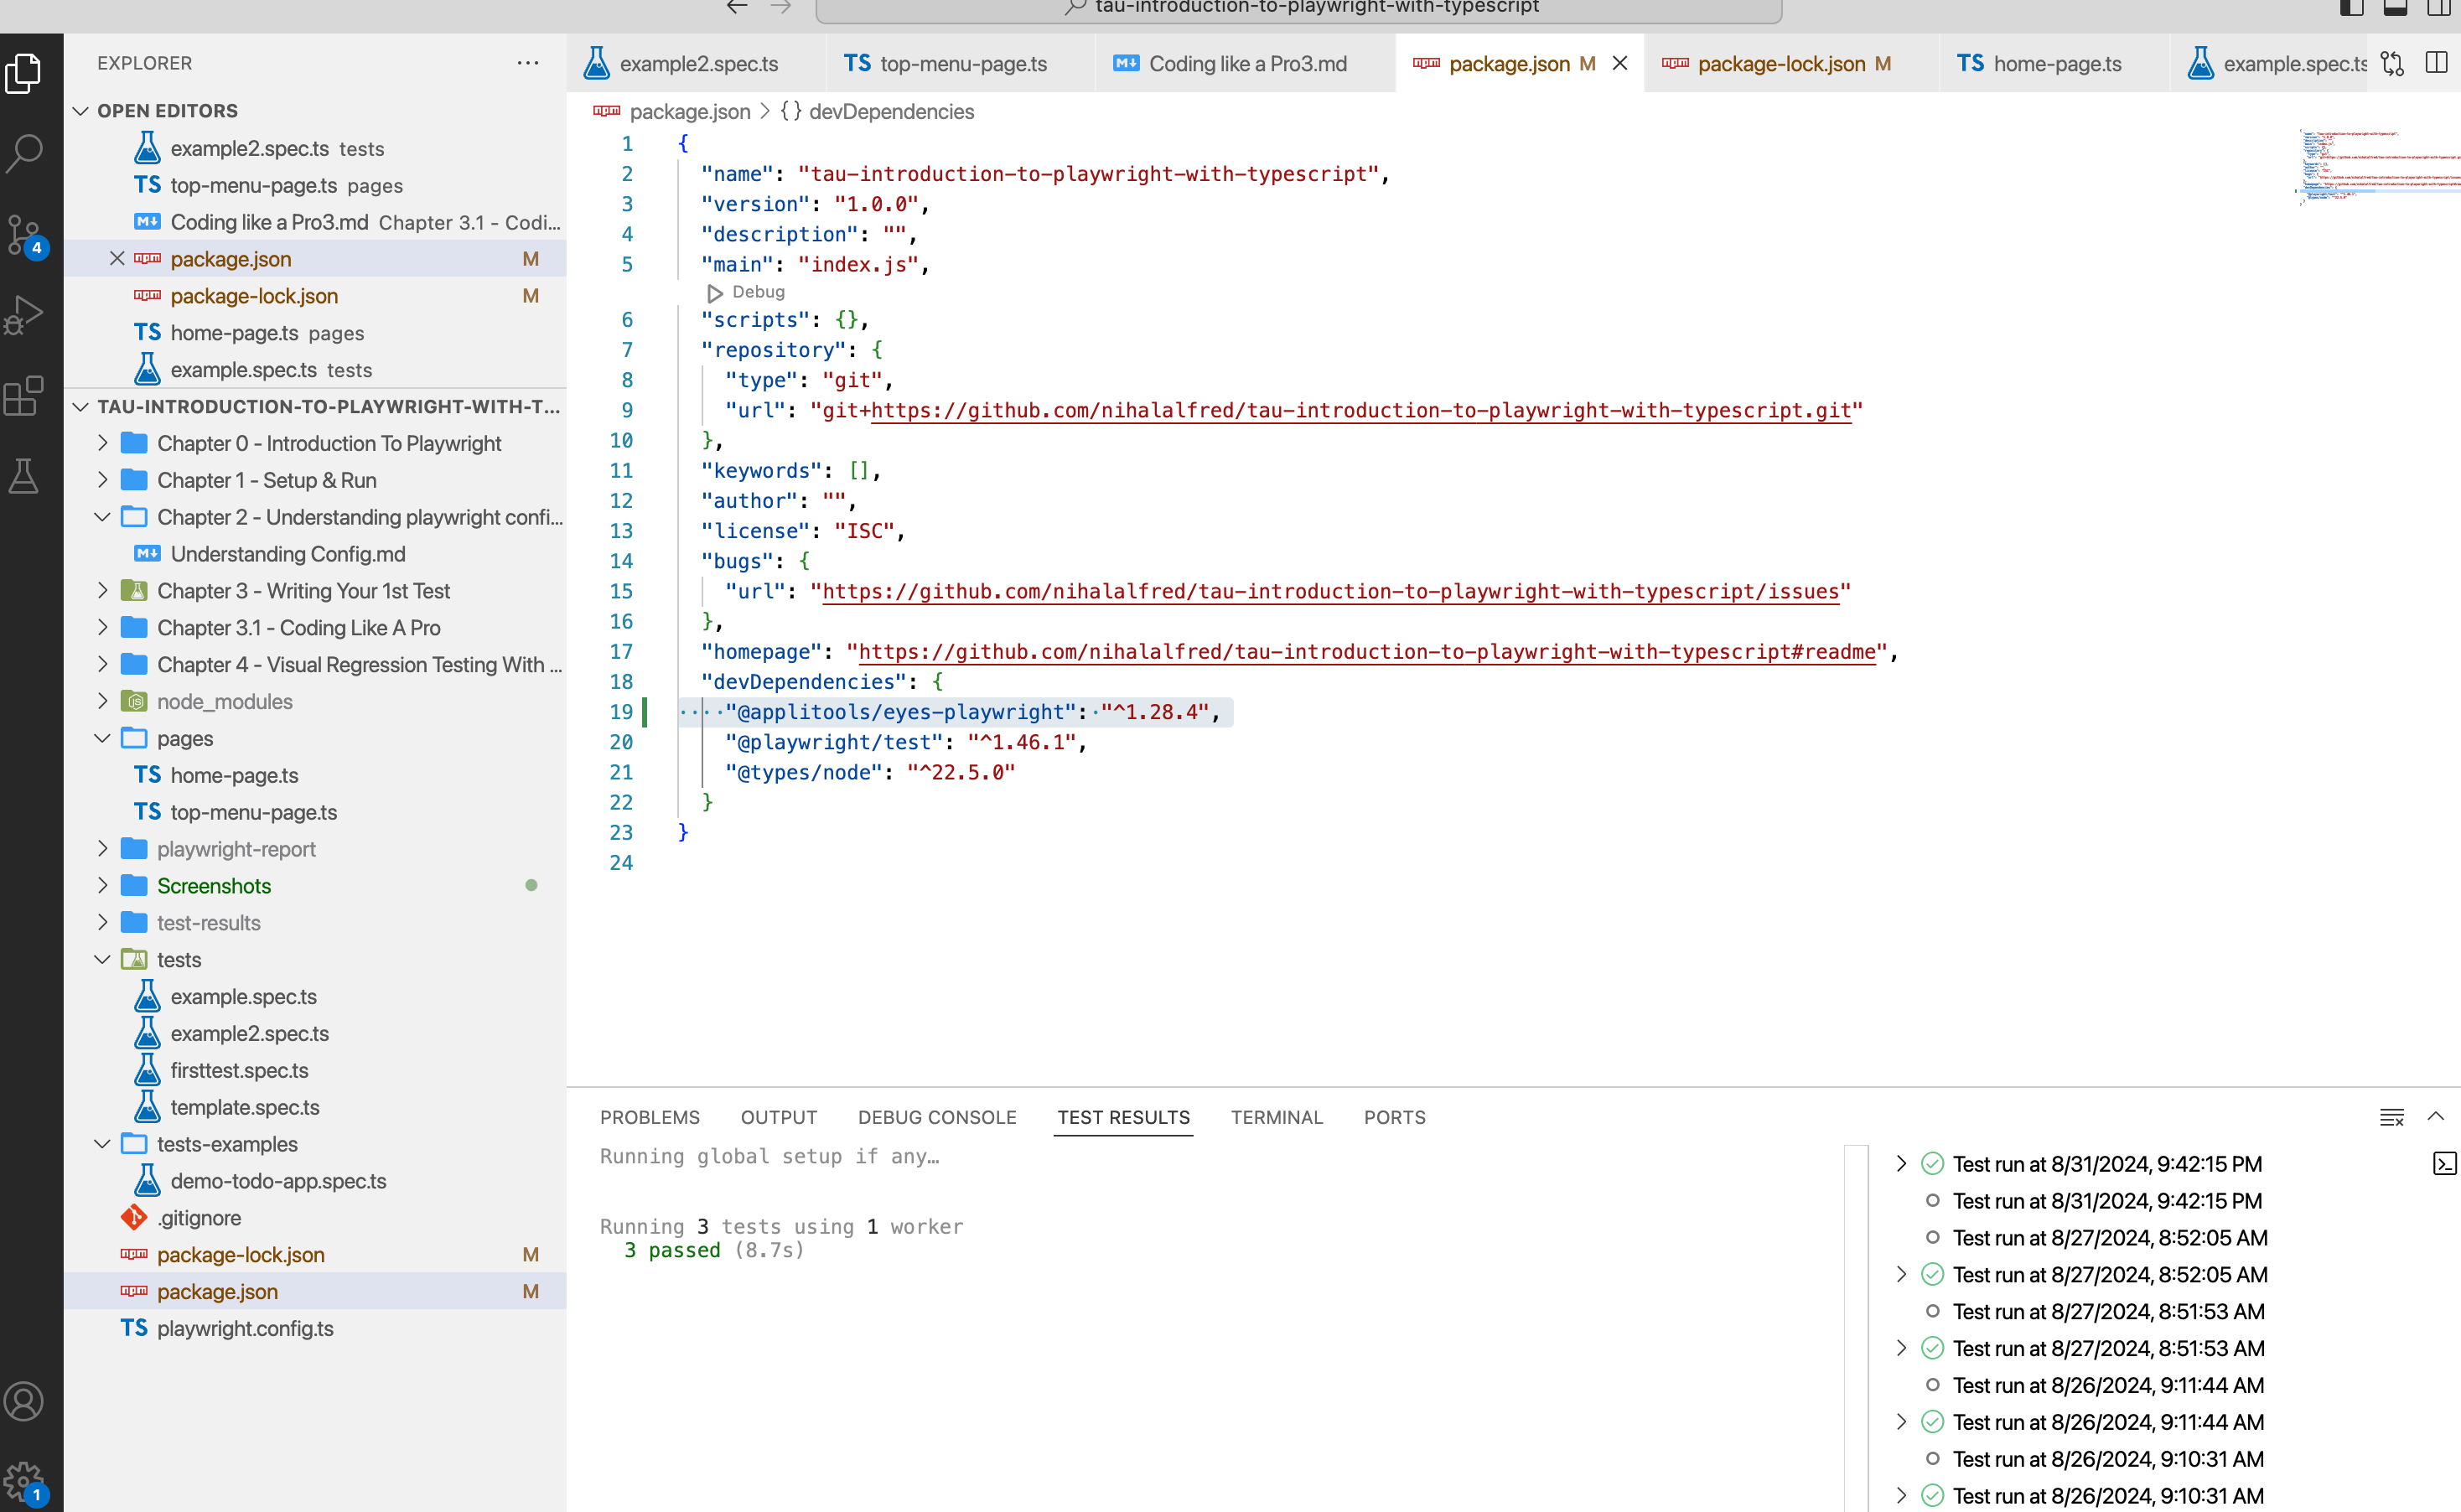 tau-introduction-to-playwright-with-typescript
EXPLORER
OPEN EDITORS
example2.spec.ts tests
TS top-menu-page.ts pages
Coding like a Pro3.md Chapter 3.1 - Codi...
package.json M
package-lock.json M
TS home-page.ts pages
example.spec.ts tests
TAU-INTRODUCTION-TO-PLAYWRIGHT-WITH-T...
Chapter 0 - Introduction To Playwright
Chapter 1 - Setup & Run
Chapter 2 - Understanding playwright confi...
Understanding Config.md
Chapter 3 - Writing Your 1st Test
Chapter 3.1 - Coding Like A Pro
Chapter 4 - Visual Regression Testing With ...
node_modules
pages
TS home-page.ts
TS top-menu-page.ts
playwright-report
Screenshots
test-results
tests
example.spec.ts
example2.spec.ts
firsttest.spec.ts
template.spec.ts
tests-examples
demo-todo-app.spec.ts
.gitignore
package-lock.json M
package.json M
TS playwright.config.ts
4
1
example2.spec.ts TS top-menu-page.ts Coding like a Pro3.md package.json M package-lock.json M TS home-page.ts example.spec.ts
package.json > {} devDependencies
1 {
2 "name": "tau-introduction-to-playwright-with-typescript",
3 "version": "1.0.0",
4 "description": "",
5 "main": "index.js",
Debug
6 "scripts": {},
7 "repository": {
8 "type": "git",
9 "url": "git+https://github.com/nihalalfred/tau-introduction-to-playwright-with-typescript.git"
10 },
11 "keywords": [],
12 "author": "",
13 "license": "ISC",
14 "bugs": {
15 "url": "https://github.com/nihalalfred/tau-introduction-to-playwright-with-typescript/issues"
16 },
17 "homepage": "https://github.com/nihalalfred/tau-introduction-to-playwright-with-typescript#readme",
18 "devDependencies": {
19 "@applitools/eyes-playwright": "^1.28.4",
20 "@playwright/test": "^1.46.1",
21 "@types/node": "^22.5.0"
22 }
23 }
24
PROBLEMS OUTPUT DEBUG CONSOLE TEST RESULTS TERMINAL PORTS
Running global setup if any…
Running 3 tests using 1 worker
3 passed (8.7s)
Test run at 8/31/2024, 9:42:15 PM
Test run at 8/31/2024, 9:42:15 PM
Test run at 8/27/2024, 8:52:05 AM
Test run at 8/27/2024, 8:52:05 AM
Test run at 8/27/2024, 8:51:53 AM
Test run at 8/27/2024, 8:51:53 AM
Test run at 8/26/2024, 9:11:44 AM
Test run at 8/26/2024, 9:11:44 AM
Test run at 8/26/2024, 9:10:31 AM
Test run at 8/26/2024, 9:10:31 AM